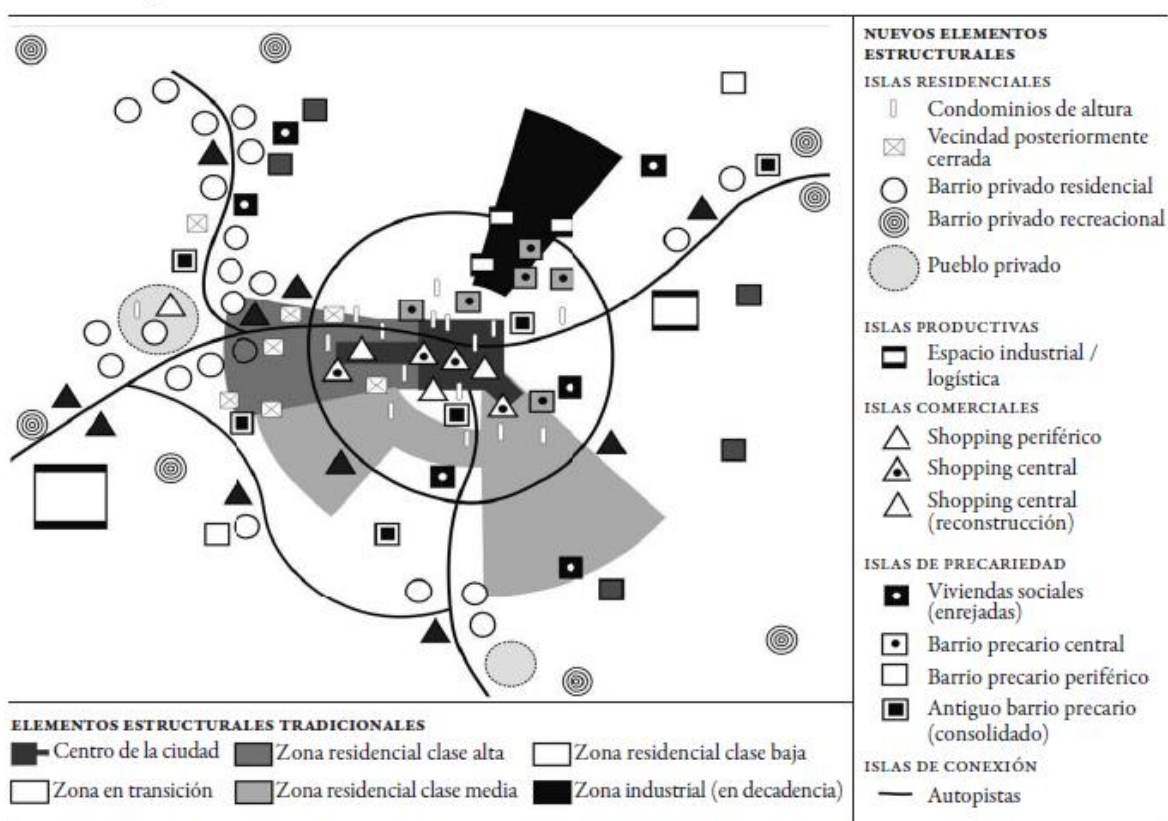 NUEVOS ELEMENTOS
ESTRUCTURALES
ISLAS RESIDENCIALES
Condominios de altura
Vecindad posteriormente
cerrada
Barrio privado residencial
Barrio privado recreacional
Pueblo privado
ISLAS PRODUCTIVAS
Espacio industrial /
logística
ISLAS COMERCIALES
Shopping periférico
Shopping central
Shopping central
(reconstrucción)
ISLAS DE PRECARIEDAD
Viviendas sociales
(enrejadas)
Barrio precario central
Barrio precario periférico
Antiguo barrio precario
(consolidado)
ISLAS DE CONEXIÓN
Autopistas
ELEMENTOS ESTRUCTURALES TRADICIONALES
Centro de la ciudad
Zona residencial clase alta
Zona residencial clase baja
Zona en transición
Zona residencial clase media
Zona industrial (en decadencia)